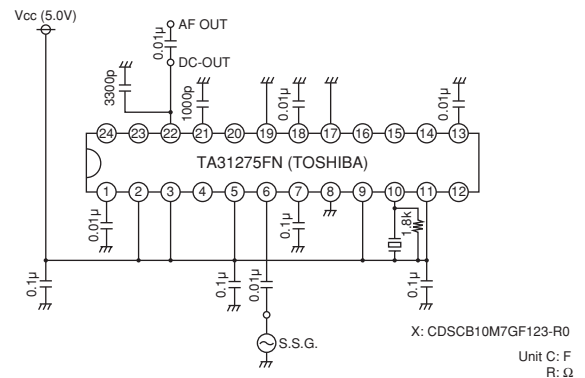 Vcc (5.0V)
AF OUT
0.01µ
DC-OUT
3300p
1000p
0.01µ
0.01µ
24 23 22 21 20 19 18 17 16 15 14 13
TA31275FN (TOSHIBA)
1 2 3 4 5 6 7 8 9 10 11 12
0.01µ
0.1µ
1.8k
0.1µ
0.1µ
0.01µ
0.1µ
S.S.G.
X: CDSCB10M7GF123-R0
Unit C: F
R: Ω